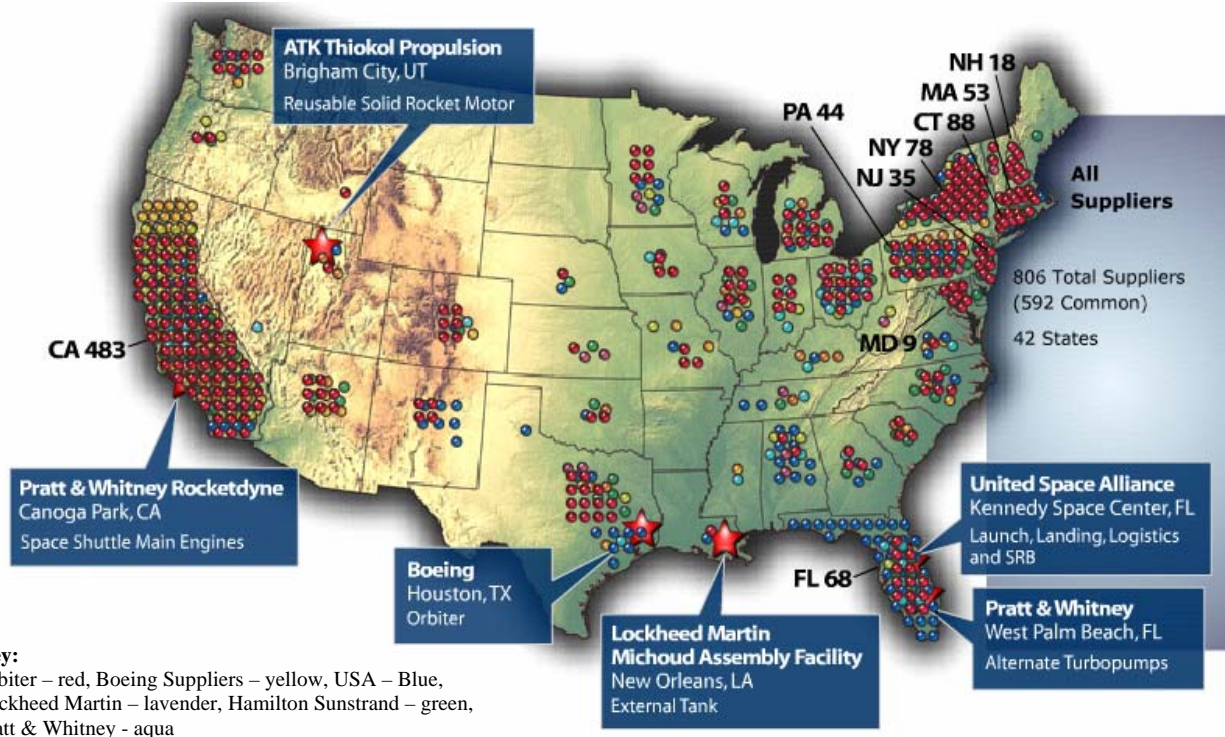 ATK Thiokol Propulsion
Brigham City, UT
Reusable Solid Rocket Motor
NH 18
MA 53
CT 88
NY 78
NJ 35
PA 44
All
Suppliers
806 Total Suppliers
(592 Common)
42 States
MD 9
CA 483
Pratt & Whitney Rocketdyne
Canoga Park, CA
Space Shuttle Main Engines
Boeing
Houston, TX
Orbiter
Lockheed Martin
Michoud Assembly Facility
New Orleans, LA
External Tank
FL 68
United Space Alliance
Kennedy Space Center, FL
Launch, Landing, Logistics
and SRB
Pratt & Whitney
West Palm Beach, FL
Alternate Turbopumps
ey:
biter – red, Boeing Suppliers – yellow, USA – Blue,
ckheed Martin – lavender, Hamilton Sunstrand – green,
att & Whitney - aqua